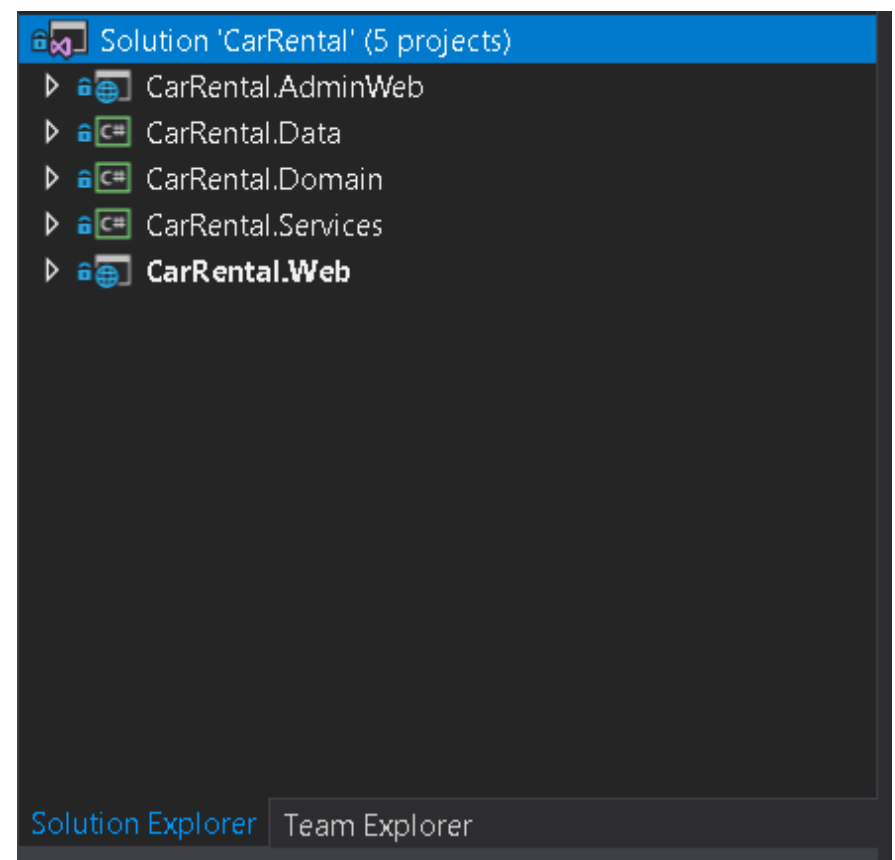 Solution 'CarRental' (5 projects)
CarRental.AdminWeb
C# CarRental.Data
C# CarRental.Domain
C# CarRental.Services
CarRental.Web
Solution Explorer Team Explorer